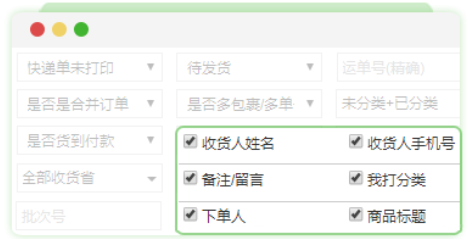 快递单未打印 待发货 运单号(精确)
是否是合并订单 是否多包裹/多单 未分类+已分类
是否货到付款 收货人姓名 收货人手机号
全部收货省 备注/留言 我打分类
批次号 下单人 商品标题